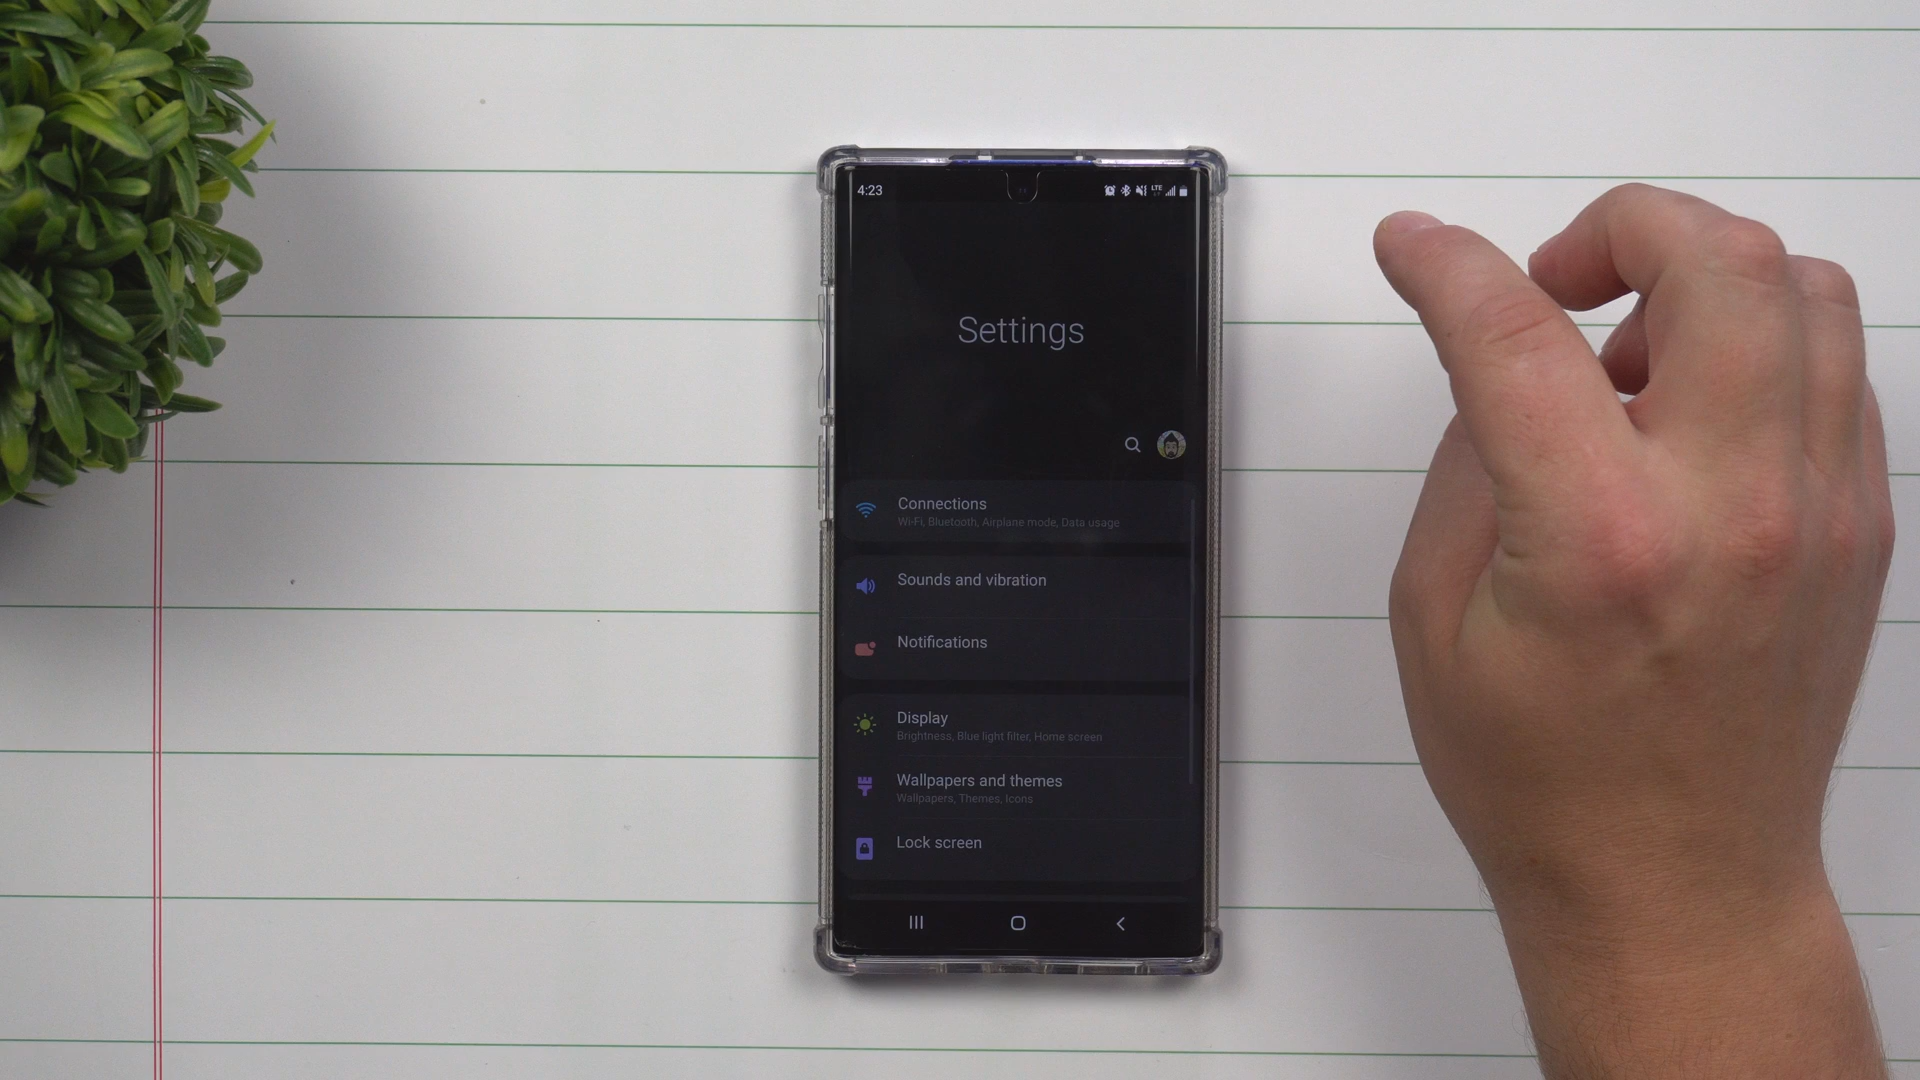 4:23
LTE
Settings
Connections
Wi-Fi, Bluetooth, Airplane mode, Data usage
Sounds and vibration
Notifications
Display
Brightness, Blue light filter, Home screen
Wallpapers and themes
Wallpapers, Themes, Icons
Lock screen